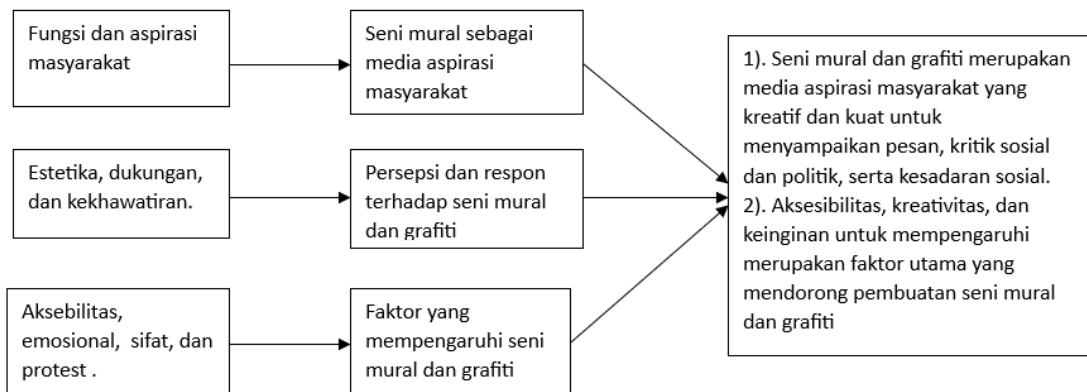 Fungsi dan aspirasi
masyarakat
Seni mural sebagai
media aspirasi
masyarakat
Estetika, dukungan,
dan kekhawatiran.
Persepsi dan respon
terhadap seni mural
dan grafiti
Aksebilitas,
emosional, sifat, dan
protest .
Faktor yang
mempengaruhi seni
mural dan grafiti
1). Seni mural dan grafiti merupakan
media aspirasi masyarakat yang
kreatif dan kuat untuk
menyampaikan pesan, kritik sosial
dan politik, serta kesadaran sosial.
2). Aksesibilitas, kreativitas, dan
keinginan untuk mempengaruhi
merupakan faktor utama yang
mendorong pembuatan seni mural
dan grafiti